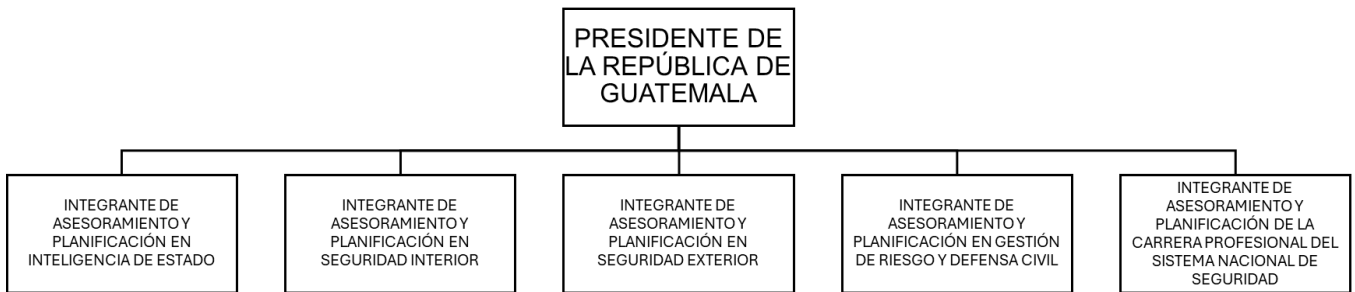 PRESIDENTE DE
LA REPÚBLICA DE
GUATEMALA
INTEGRANTE DE
ASESORAMIENTO Y
PLANIFICACIÓN EN
INTELIGENCIA DE ESTADO
INTEGRANTE DE
ASESORAMIENTO Y
PLANIFICACIÓN EN
SEGURIDAD INTERIOR
INTEGRANTE DE
ASESORAMIENTO Y
PLANIFICACIÓN EN
SEGURIDAD EXTERIOR
INTEGRANTE DE
ASESORAMIENTO Y
PLANIFICACIÓN EN GESTIÓN
DE RIESGO Y DEFENSA CIVIL
INTEGRANTE DE
ASESORAMIENTO Y
PLANIFICACIÓN DE LA
CARRERA PROFESIONAL DEL
SISTEMA NACIONAL DE
SEGURIDAD